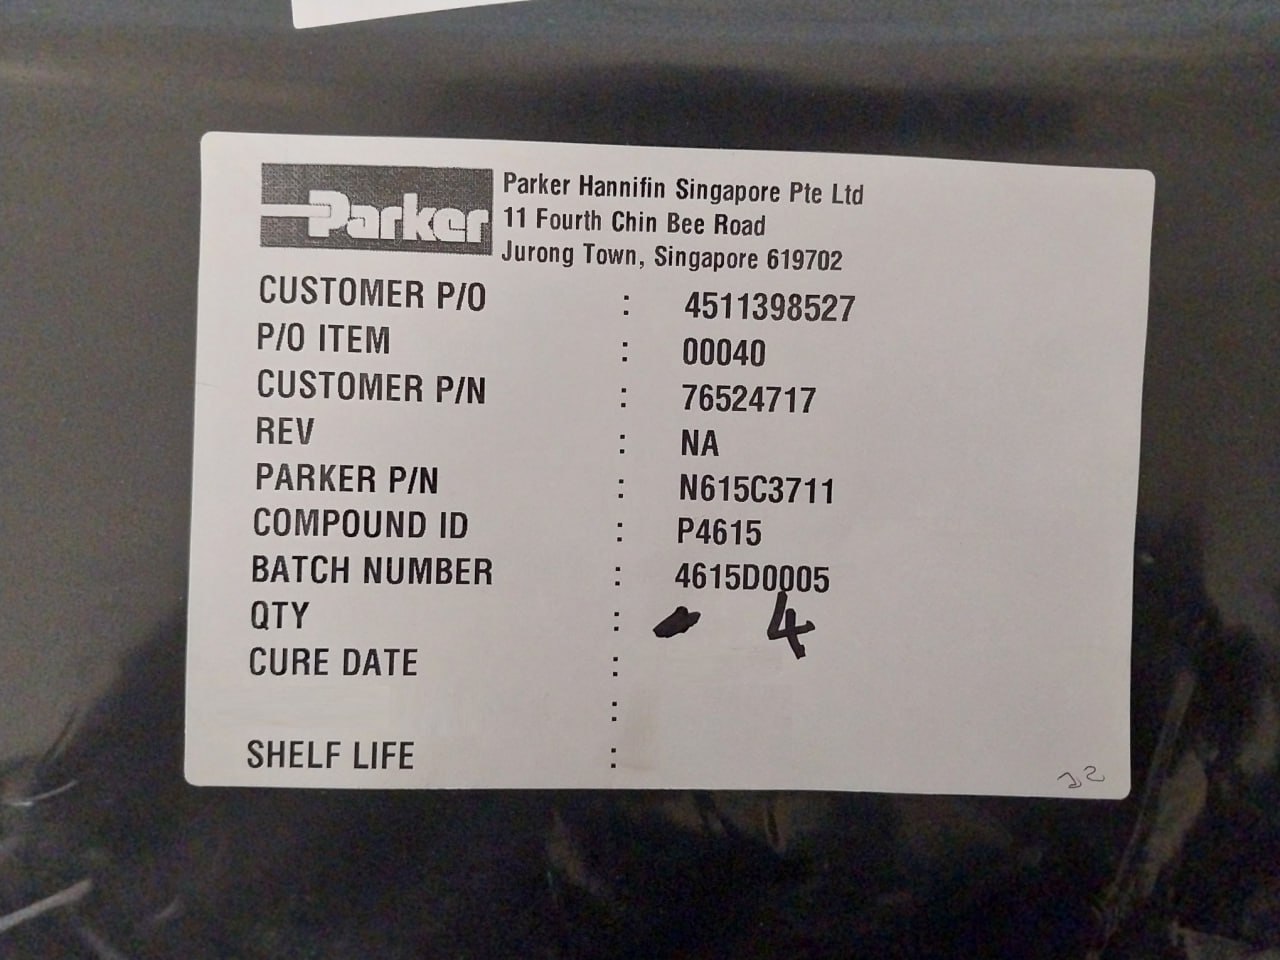 Parker
Parker Hannifin Singapore Pte Ltd
11 Fourth Chin Bee Road
Jurong Town, Singapore 619702
CUSTOMER P/O : 4511398527
P/O ITEM : 00040
CUSTOMER P/N : 76524717
REV : NA
PARKER P/N : N615C3711
COMPOUND ID : P4615
BATCH NUMBER : 4615D0005
QTY : 4
CURE DATE :
:
SHELF LIFE :